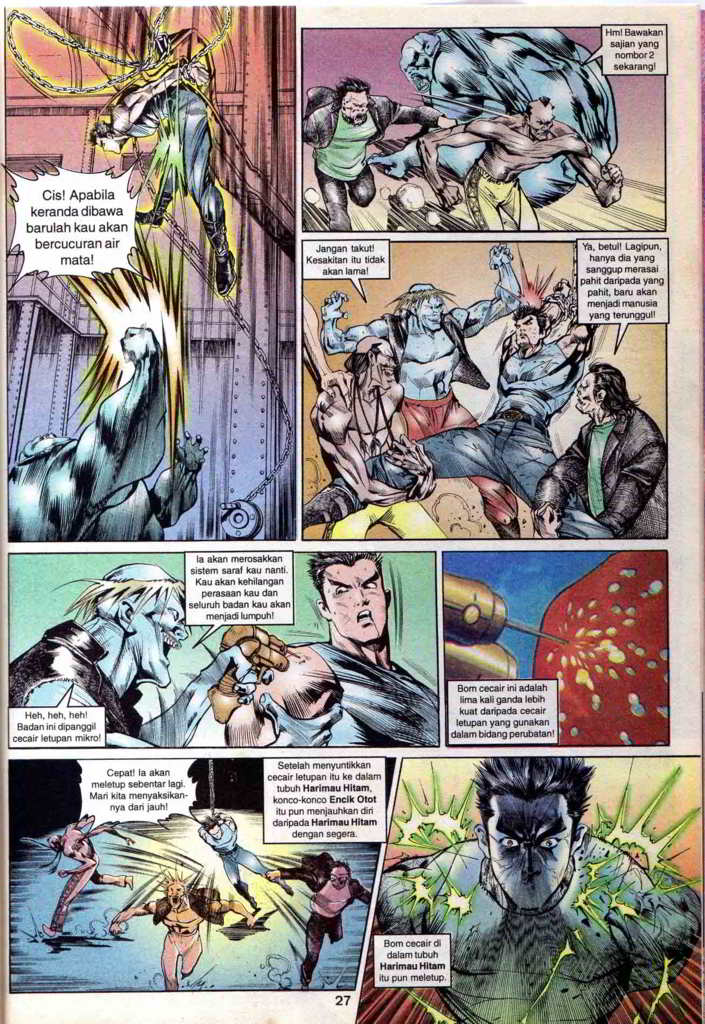 Cis! Apabila
keranda dibawa
barulah kau akan
bercucuran air
mata!
Hm! Bawakan
sajian yang
nombor 2
sekarang!
Jangan takut!
Kesakitan itu tidak
akan lama!
Ya, betul! Lagipun,
hanya dia yang
sanggup merasai
pahit daripada yang
pahit, baru akan
menjadi manusia
yang terunggul!
Ia akan merosakkan
sistem saraf kau nanti.
Kau akan kehilangan
perasaan kau dan
seluruh badan kau akan
menjadi lumpuh!
Heh, heh, heh!
Badan ini dipanggil
cecair letupan mikro!
Bom cecair ini adalah
lima kali ganda lebih
kuat daripada cecair
letupan yang gunakan
dalam bidang perubatan!
Cepat! Ia akan
meletup sebentar lagi.
Mari kita menyaksikan-
nya dari jauh!
Setelah menyuntikkan
cecair letupan itu ke dalam
tubuh Harimau Hitam,
konco-konco Encik Otot
itu pun menjauhkan diri
daripada Harimau Hitam
dengan segera.
Bom cecair di
dalam tubuh
Harimau Hitam
itu pun meletup.
27